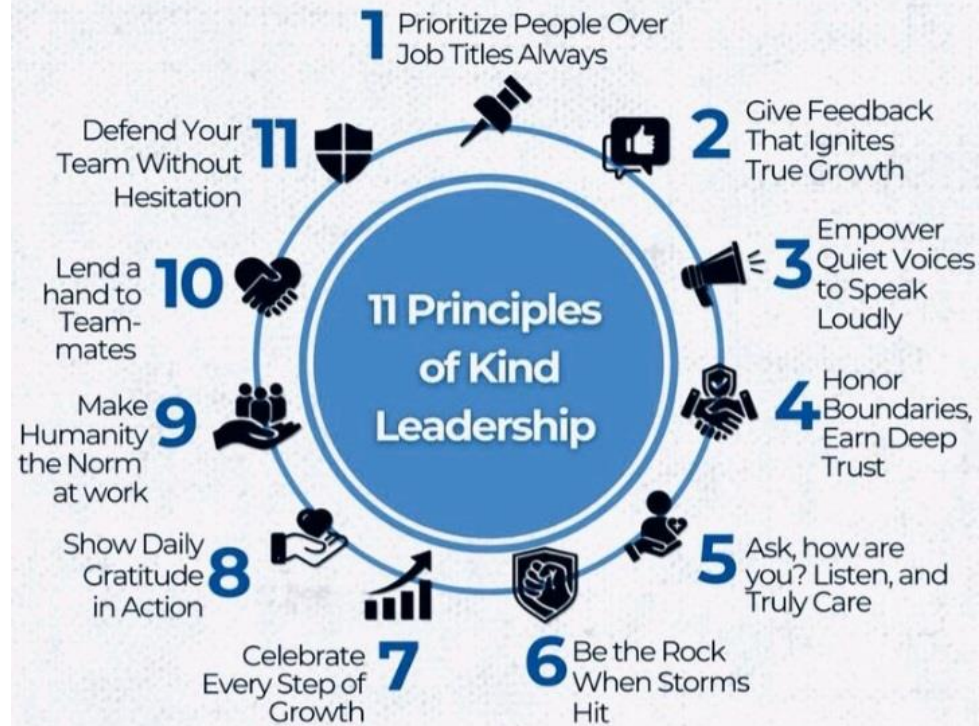 1 Prioritize People Over
Job Titles Always
2 Give Feedback
That Ignites
True Growth
3 Empower
Quiet Voices
to Speak
Loudly
4 Honor
Boundaries,
Earn Deep
Trust
5 Ask, how are
you? Listen, and
Truly Care
6 Be the Rock
When Storms
Hit
7 Celebrate
Every Step of
Growth
8 Show Daily
Gratitude
in Action
9 Make
Humanity
the Norm
at work
10 Lend a
hand to
Team-
mates
11 Defend Your
Team Without
Hesitation
11 Principles
of Kind
Leadership